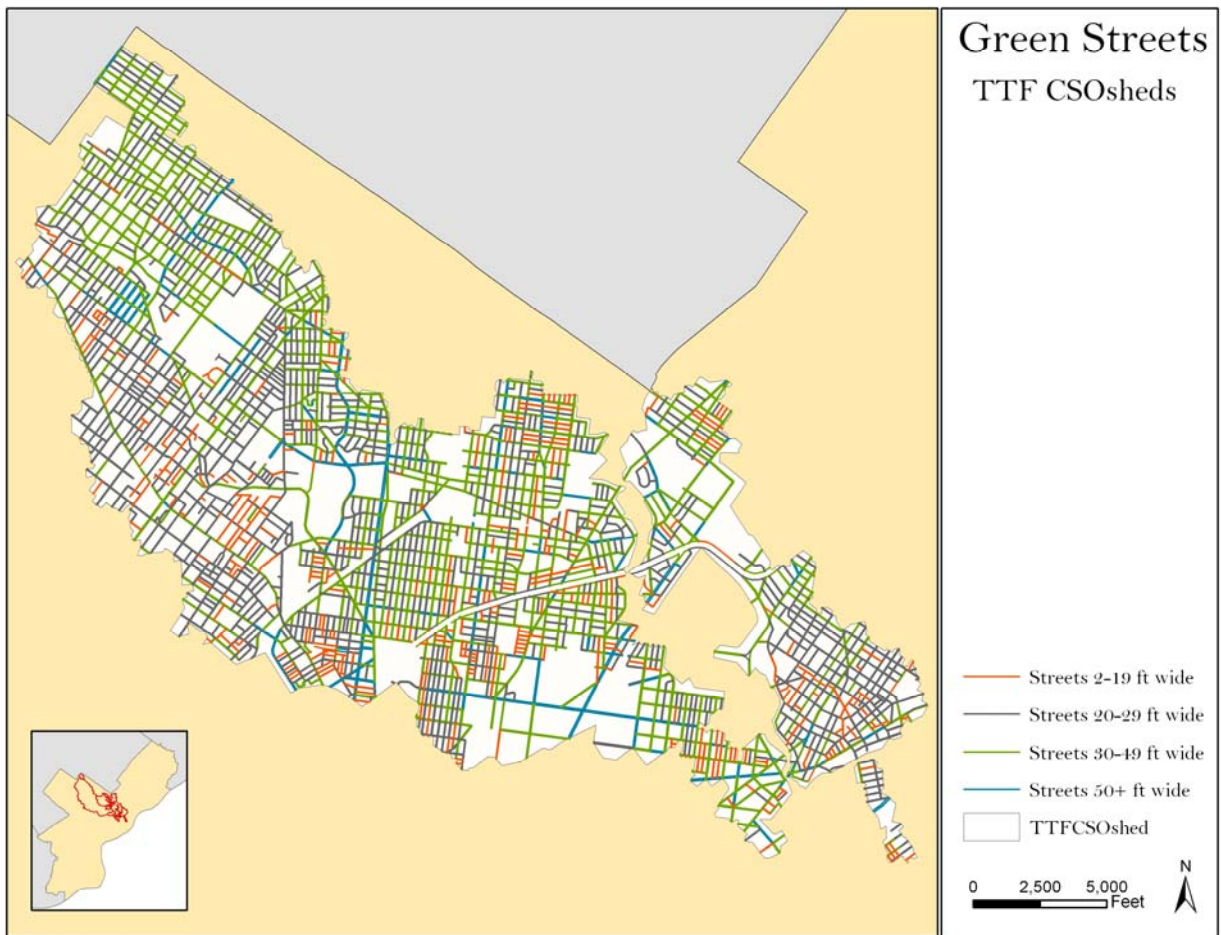 Green Streets
TTF CSOsheds
Streets 2-19 ft wide
Streets 20-29 ft wide
Streets 30-49 ft wide
Streets 50+ ft wide
TTFCSOshed
N
0 2,500 5,000
Feet